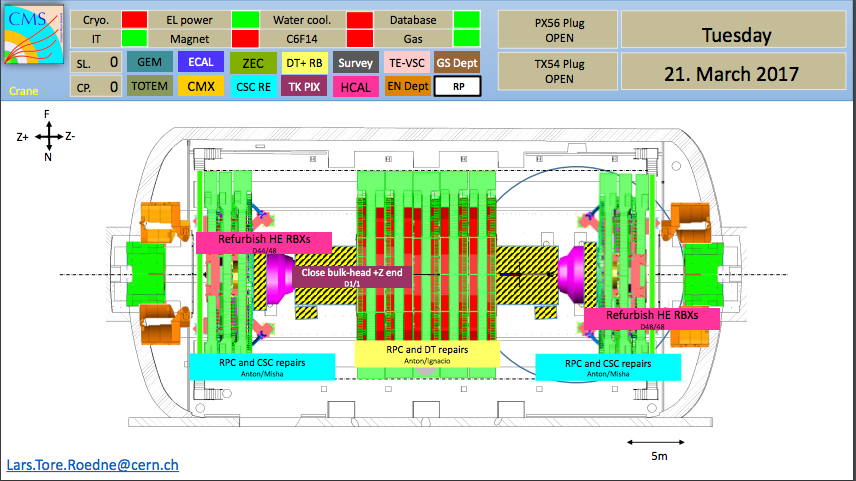 CMS
Crane
Cryo.
EL power
Water cool.
Database
IT
Magnet
C6F14
Gas
SL. 0
GEM
ECAL
ZEC
DT+ RB
Survey
TE-VSC
GS Dept
CP. 0
TOTEM
CMX
CSC RE
TK PIX
HCAL
EN Dept
RP
PX56 Plug
OPEN
TX54 Plug
OPEN
Tuesday
21. March 2017
F
Z+ Z-
N
Refurbish HE RBXs
D44/48
Close bulk-head +Z end
D1/1
Refurbish HE RBXs
D48/48
RPC and CSC repairs
Anton/Misha
RPC and DT repairs
Anton/Ignacio
RPC and CSC repairs
Anton/Misha
5m
Lars.Tore.Roedne@cern.ch